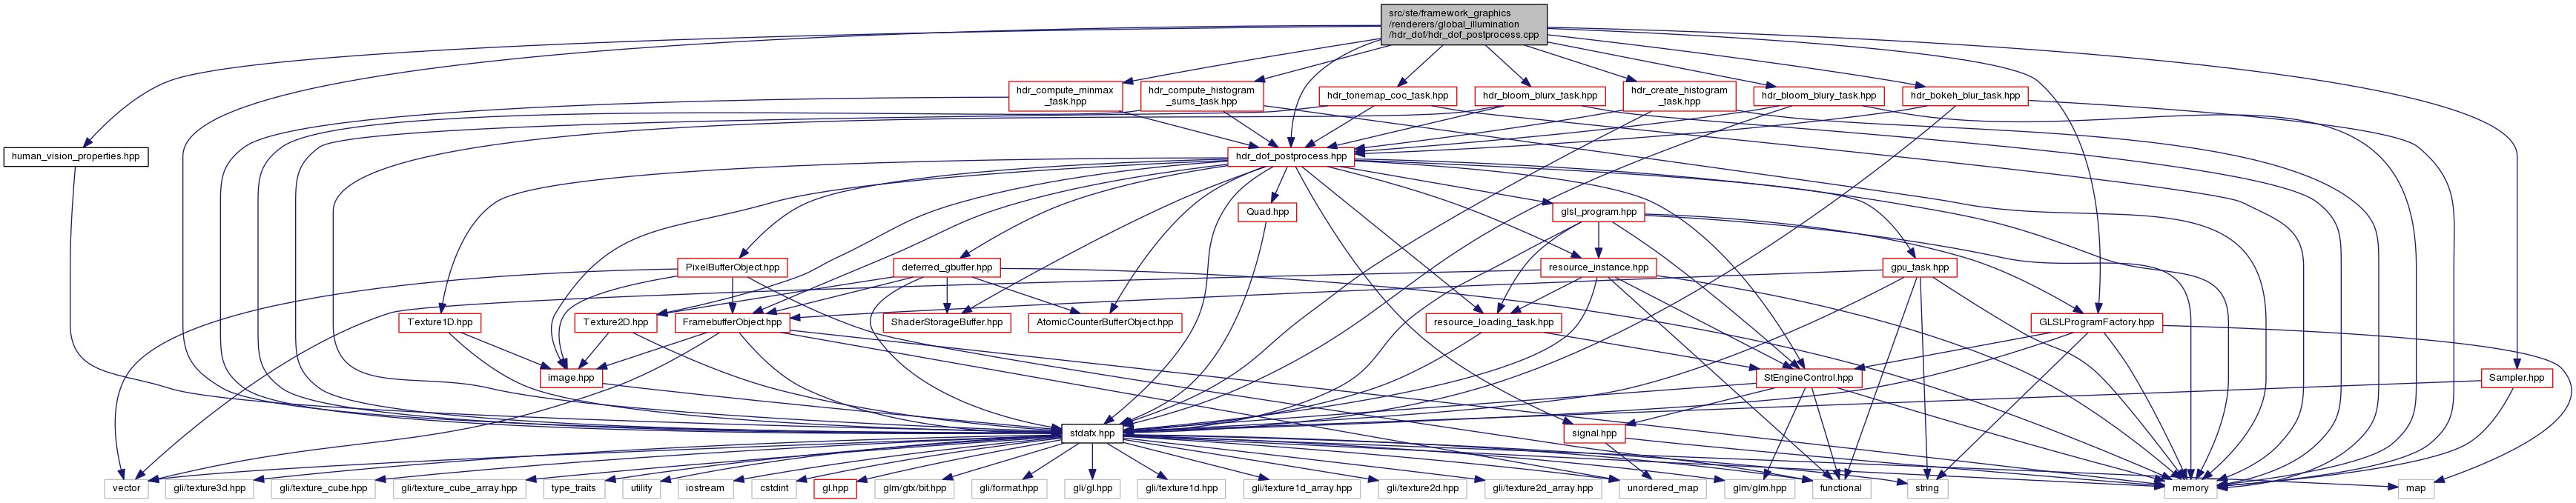 src/ste/framework_graphics
/renderers/global_illumination
/hdr_dof/hdr_dof_postprocess.cpp
hdr_compute_minmax
_task.hpp
hdr_compute_histogram
_sums_task.hpp
hdr_tonemap_coc_task.hpp
hdr_bloom_blurx_task.hpp
hdr_create_histogram
_task.hpp
hdr_bloom_blury_task.hpp
hdr_bokeh_blur_task.hpp
human_vision_properties.hpp
hdr_dof_postprocess.hpp
Quad.hpp
glsl_program.hpp
PixelBufferObject.hpp
deferred_gbuffer.hpp
resource_instance.hpp
gpu_task.hpp
Texture1D.hpp
Texture2D.hpp
FramebufferObject.hpp
ShaderStorageBuffer.hpp
AtomicCounterBufferObject.hpp
resource_loading_task.hpp
GLSLProgramFactory.hpp
image.hpp
StEngineControl.hpp
Sampler.hpp
stdafx.hpp
signal.hpp
vector
gli/texture3d.hpp
gli/texture_cube.hpp
gli/texture_cube_array.hpp
type_traits
utility
iostream
cstdint
gl.hpp
glm/gtx/bit.hpp
gli/format.hpp
gli/gl.hpp
gli/texture1d.hpp
gli/texture1d_array.hpp
gli/texture2d.hpp
gli/texture2d_array.hpp
unordered_map
glm/glm.hpp
functional
string
memory
map